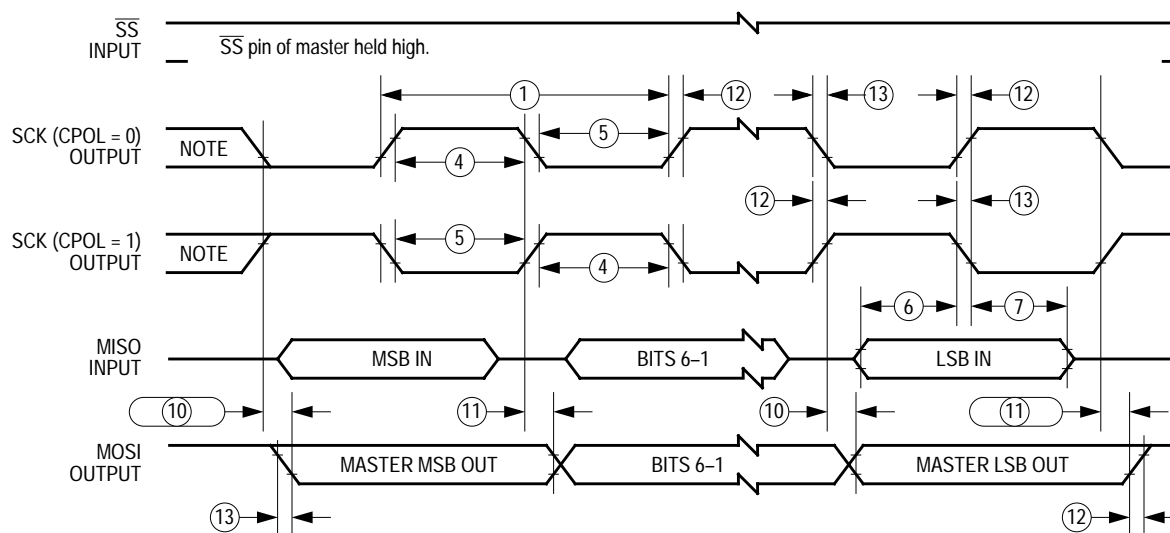 SS
INPUT
SS pin of master held high.
1
12
13
12
SCK (CPOL = 0)
OUTPUT
NOTE
5
4
12
13
SCK (CPOL = 1)
OUTPUT
NOTE
5
4
6
7
MISO
INPUT
MSB IN
BITS 6–1
LSB IN
10
11
10
11
MOSI
OUTPUT
MASTER MSB OUT
BITS 6–1
MASTER LSB OUT
13
12